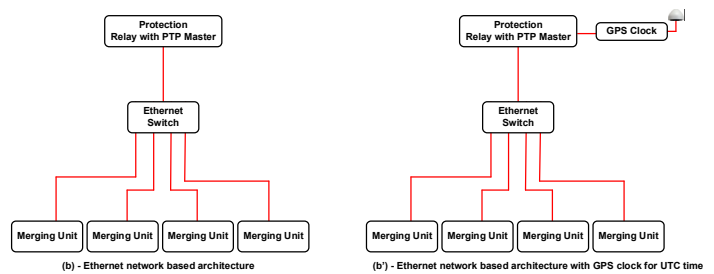 Protection
Relay with PTP Master
Ethernet
Switch
Merging Unit
Merging Unit
Merging Unit
Merging Unit
(b) - Ethernet network based architecture
Protection
Relay with PTP Master
GPS Clock
Ethernet
Switch
Merging Unit
Merging Unit
Merging Unit
Merging Unit
(b') - Ethernet network based architecture with GPS clock for UTC time